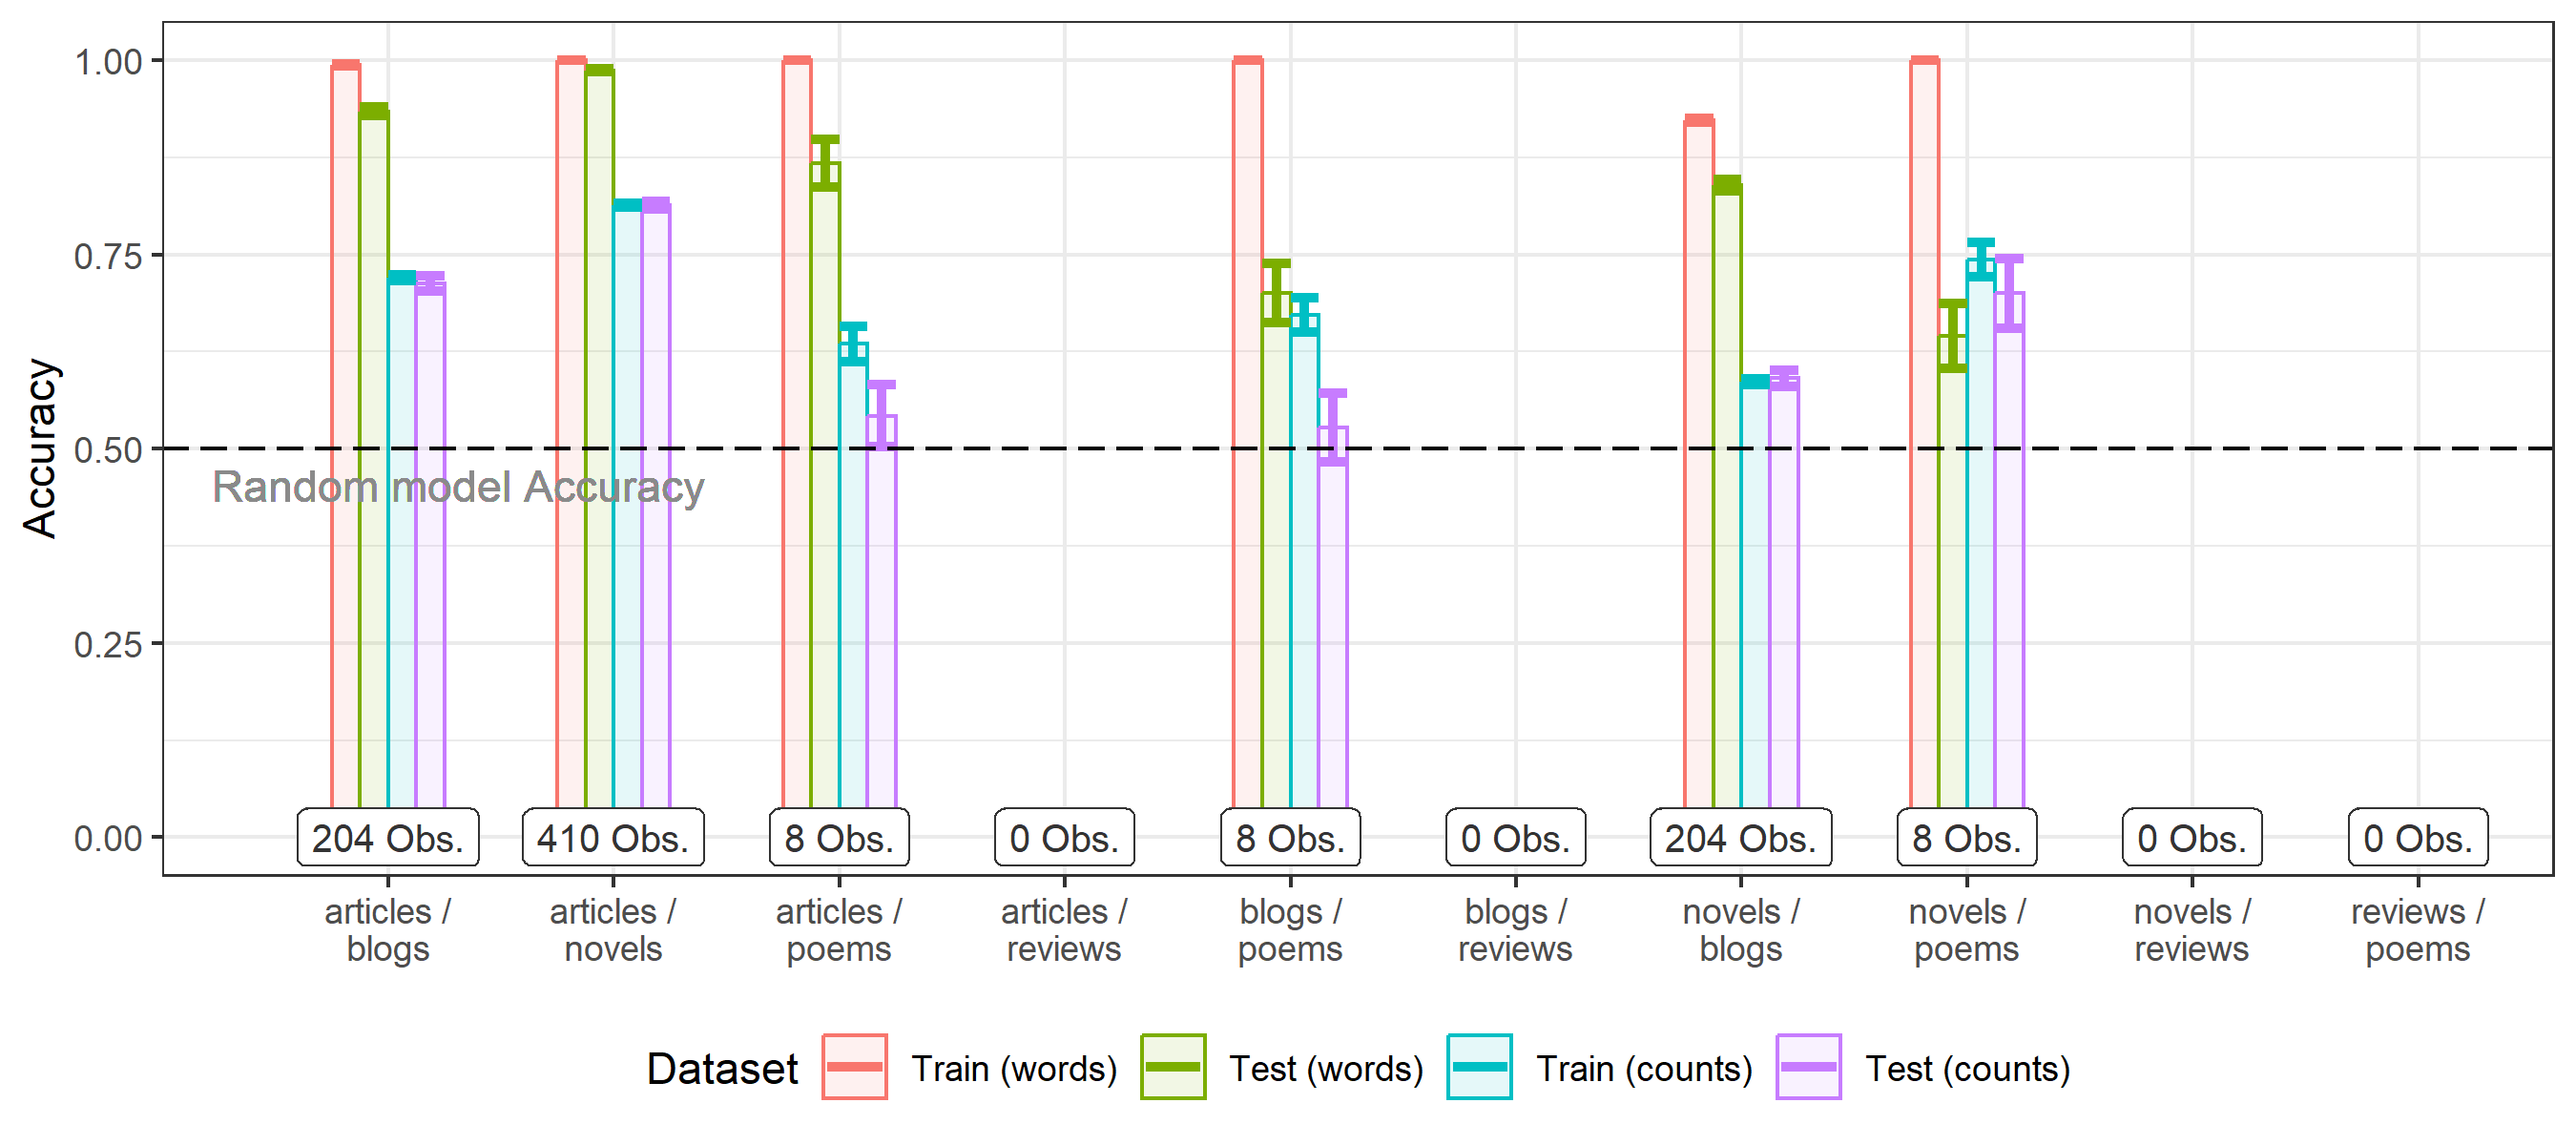 Accuracy
1.00
0.75
0.50
0.25
0.00
Random model Accuracy
204 Obs.
410 Obs.
8 Obs.
0 Obs.
8 Obs.
0 Obs.
204 Obs.
8 Obs.
0 Obs.
0 Obs.
articles /
blogs
articles /
novels
articles /
poems
articles /
reviews
blogs /
poems
blogs /
reviews
novels /
blogs
novels /
poems
novels /
reviews
reviews /
poems
Dataset
Train (words)
Test (words)
Train (counts)
Test (counts)